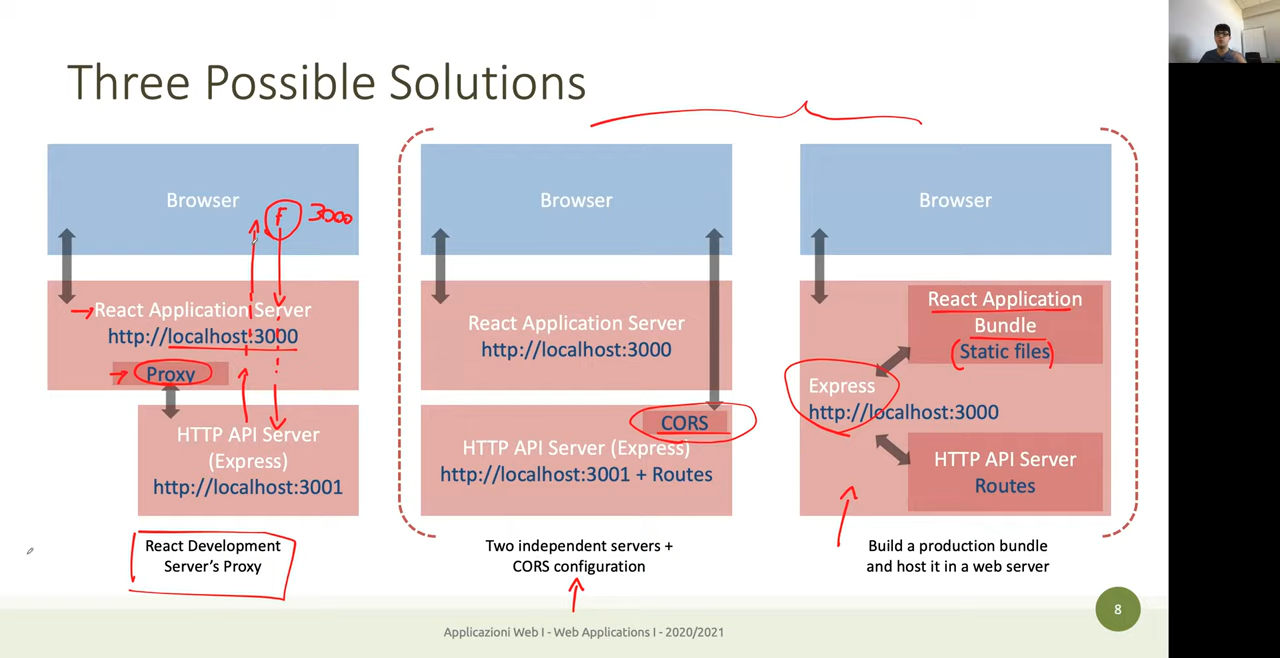 Three Possible Solutions
Browser
f 3000
React Application Server
http://localhost:3000
Proxy
HTTP API Server
(Express)
http://localhost:3001
React Development
Server's Proxy
Browser
React Application Server
http://localhost:3000
CORS
HTTP API Server (Express)
http://localhost:3001 + Routes
Two independent servers +
CORS configuration
Browser
React Application
Bundle
(Static files)
Express
http://localhost:3000
HTTP API Server
Routes
Build a production bundle
and host it in a web server
8
Applicazioni Web I - Web Applications I - 2020/2021